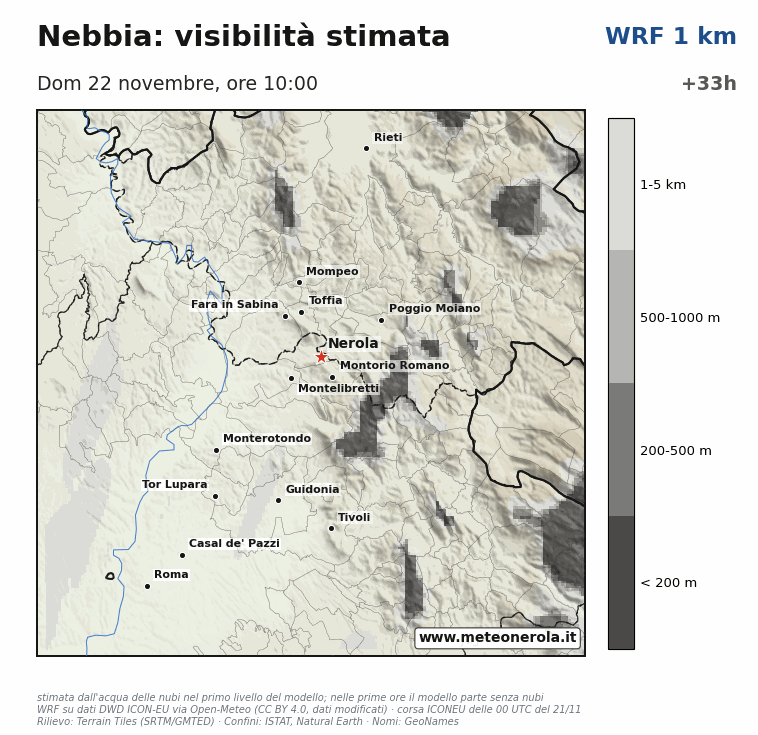 Nebbia: visibilità stimata
WRF 1 km
Dom 22 novembre, ore 10:00
+33h
Rieti
1-5 km
Mompeo
Toffia
Fara in Sabina
Poggio Moiano
500-1000 m
Nerola
Montorio Romano
Montelibretti
Monterotondo
200-500 m
Tor Lupara
Guidonia
Tivoli
Casal de' Pazzi
Roma
< 200 m
www.meteonerola.it
stimata dall'acqua delle nubi nel primo livello del modello; nelle prime ore il modello parte senza nubi
WRF su dati DWD ICON-EU via Open-Meteo (CC BY 4.0, dati modificati) · corsa ICONEU delle 00 UTC del 21/11
Rilievo: Terrain Tiles (SRTM/GMTED) · Confini: ISTAT, Natural Earth · Nomi: GeoNames